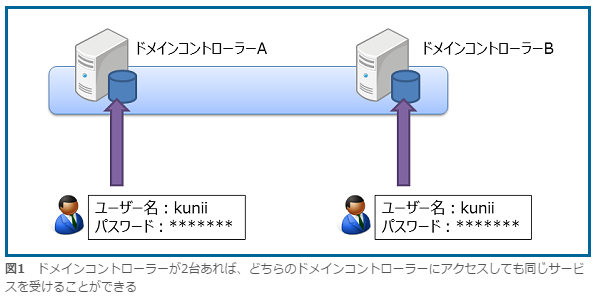 ドメインコントローラーA
ドメインコントローラーB
ユーザー名：kunii
パスワード：*******
ユーザー名：kunii
パスワード：*******
図1　ドメインコントローラーが2台あれば、どちらのドメインコントローラーにアクセスしても同じサービ
スを受けることができる